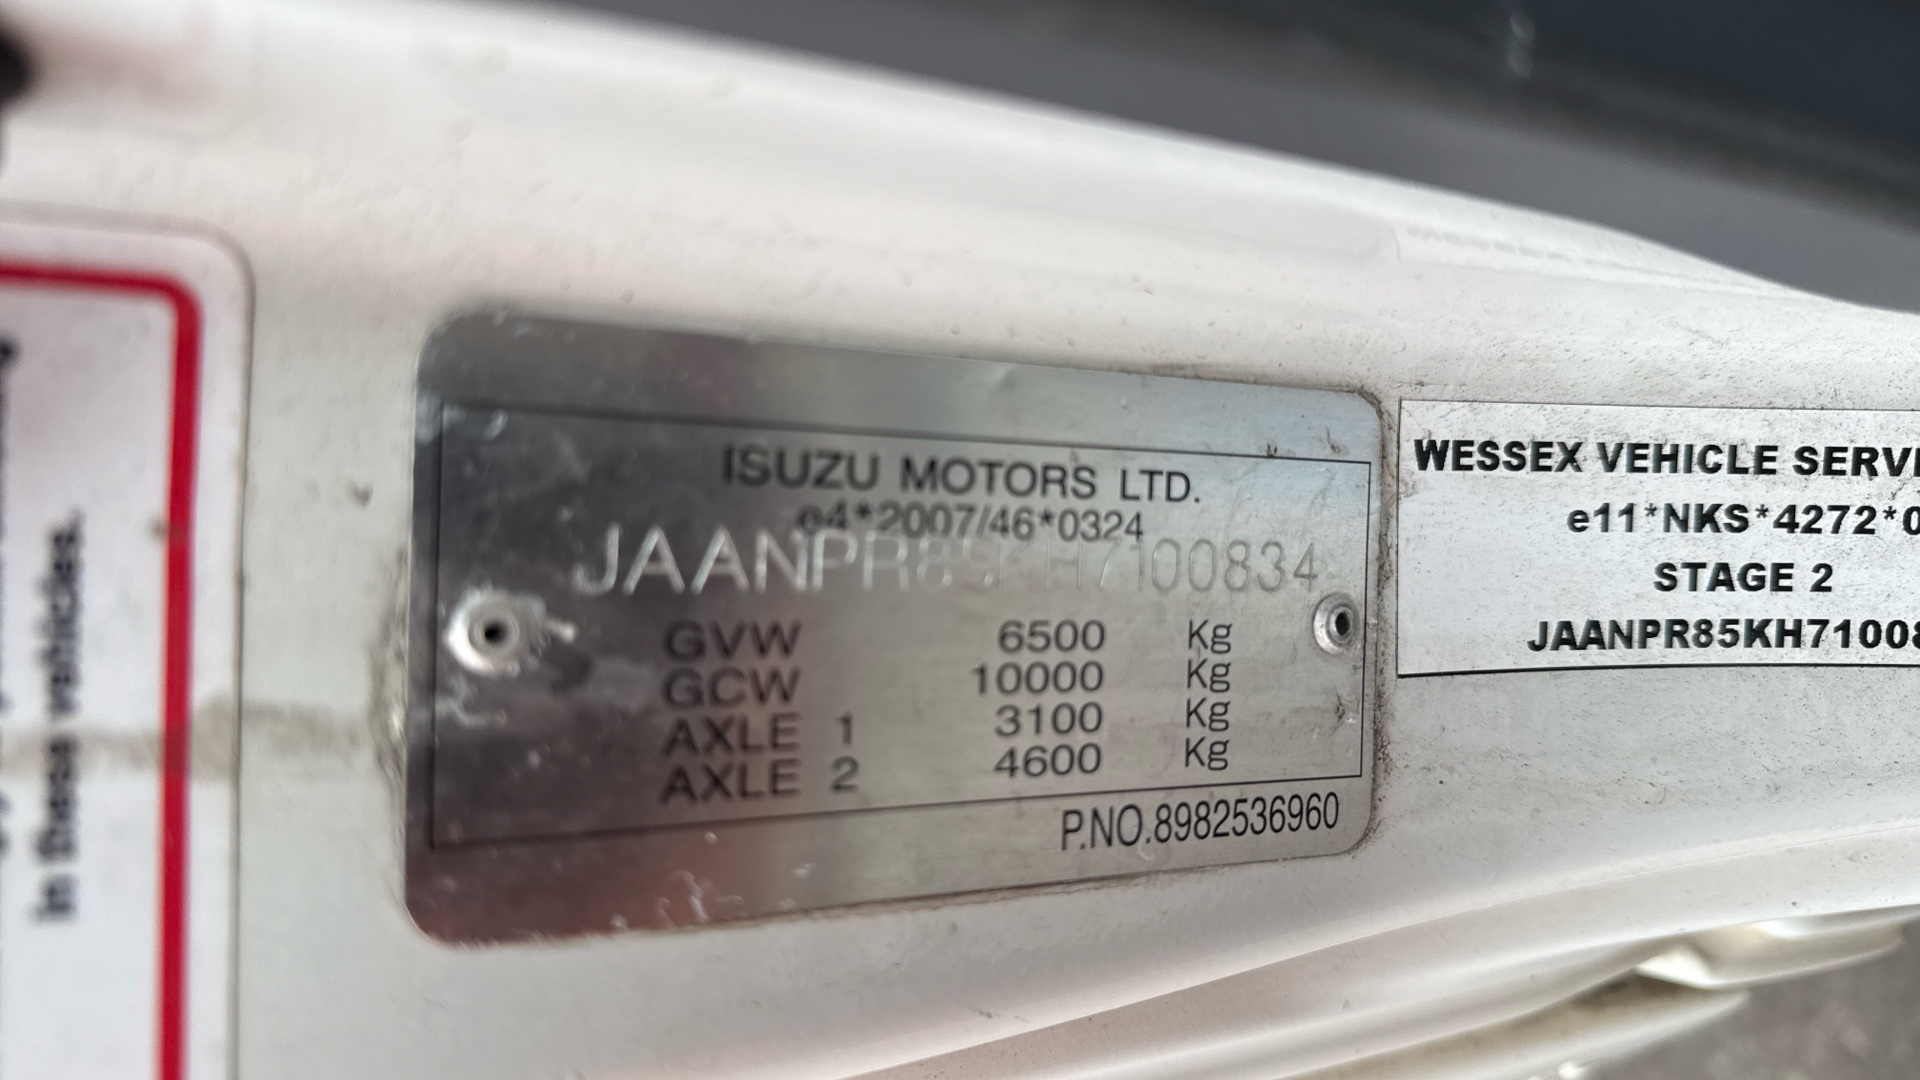 in these vehicles.
ISUZU MOTORS LTD.
e4*2007/46*0324
JAANPR85KH7100834
GVW 6500 Kg
GCW 10000 Kg
AXLE 1 3100 Kg
AXLE 2 4600 Kg
P.NO.8982536960
WESSEX VEHICLE SERVI
e11*NKS*4272*0
STAGE 2
JAANPR85KH71008